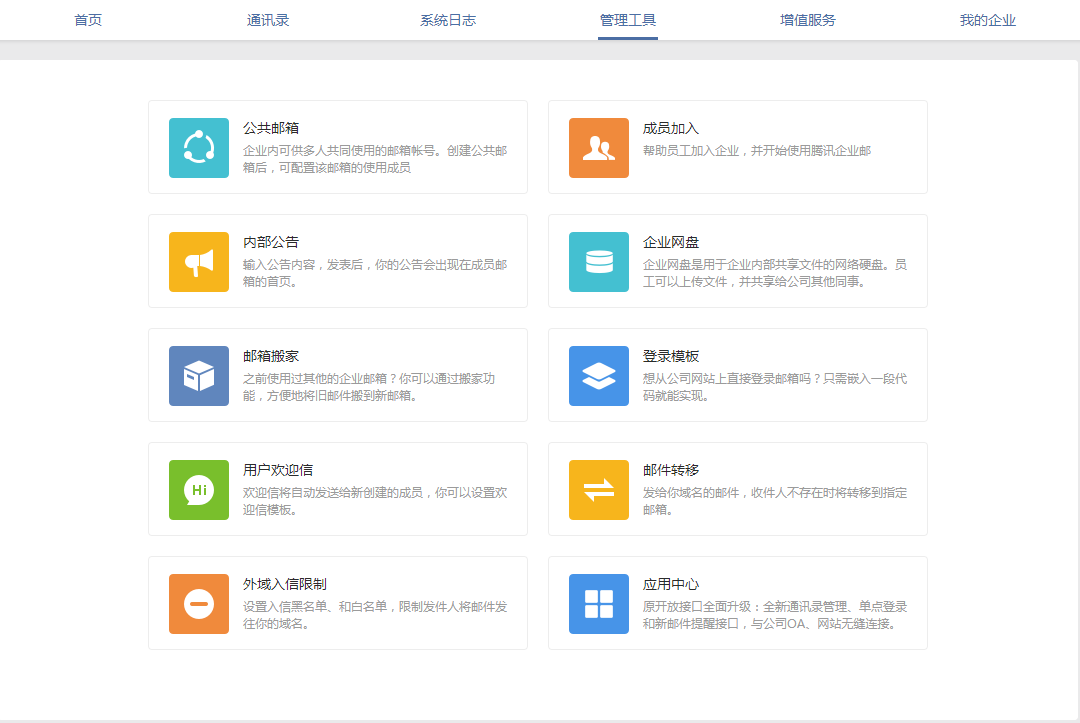 首页 通讯录 系统日志 管理工具 增值服务 我的企业
公共邮箱
企业内可供多人共同使用的邮箱帐号。创建公共邮
箱后，可配置该邮箱的使用成员
成员加入
帮助员工加入企业，并开始使用腾讯企业邮
内部公告
输入公告内容，发表后，你的公告会出现在成员邮
箱的首页。
企业网盘
企业网盘是用于企业内部共享文件的网络硬盘。员
工可以上传文件，并共享给公司其他同事。
邮箱搬家
之前使用过其他的企业邮箱？你可以通过搬家功
能，方便地将旧邮件搬到新邮箱。
登录模板
想从公司网站上直接登录邮箱吗？只需嵌入一段代
码就能实现。
Hi
用户欢迎信
欢迎信将自动发送给新创建的成员，你可以设置欢
迎信模板。
邮件转移
发给你域名的邮件，收件人不存在时将转移到指定
邮箱。
外域入信限制
设置入信黑名单、和白名单，限制发件人将邮件发
往你的域名。
应用中心
原开放接口全面升级：全新通讯录管理、单点登录
和新邮件提醒接口，与公司OA、网站无缝连接。